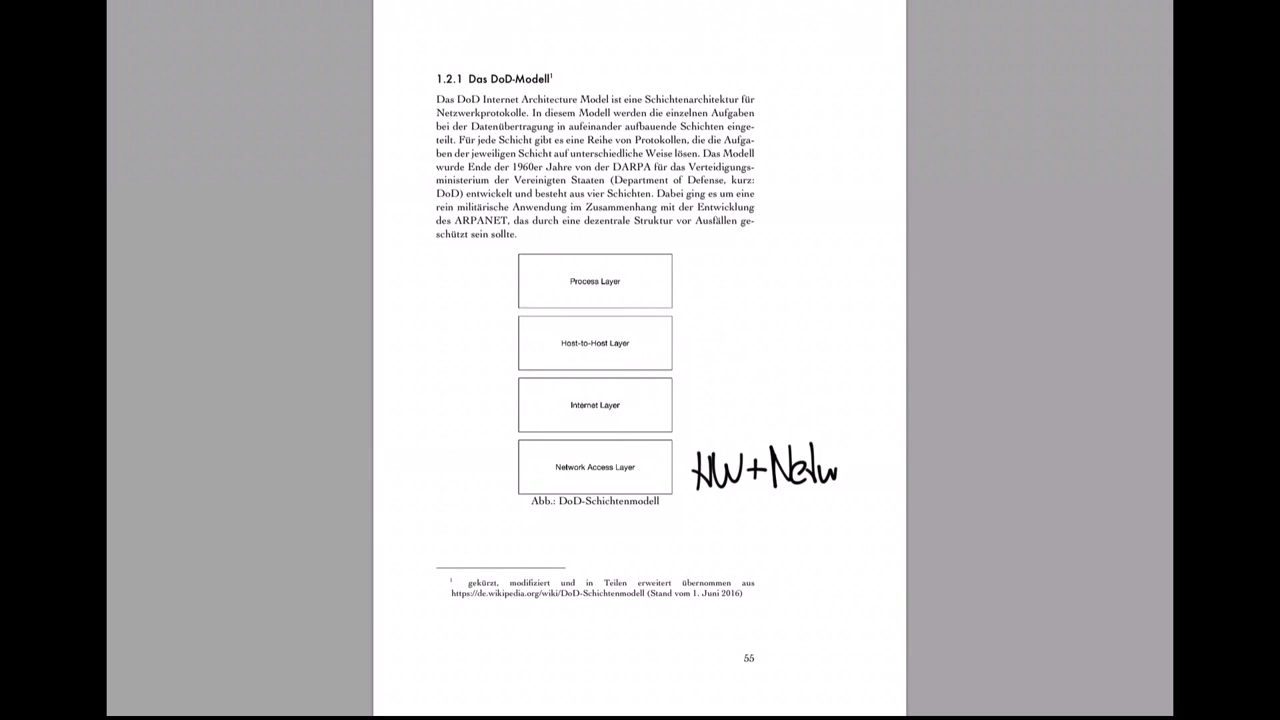 1.2.1 Das DoD-Modell¹
Das DoD Internet Architecture Model ist eine Schichtenarchitektur für
Netzwerkprotokolle. In diesem Modell werden die einzelnen Aufgaben
bei der Datenübertragung in aufeinander aufbauende Schichten einge-
teilt. Für jede Schicht gibt es eine Reihe von Protokollen, die die Aufga-
ben der jeweiligen Schicht auf unterschiedliche Weise lösen. Das Modell
wurde Ende der 1960er Jahre von der DARPA für das Verteidigungs-
ministerium der Vereinigten Staaten (Department of Defense, kurz:
DoD) entwickelt und besteht aus vier Schichten. Dabei ging es um eine
rein militärische Anwendung im Zusammenhang mit der Entwicklung
des ARPANET, das durch eine dezentrale Struktur vor Ausfällen ge-
schützt sein sollte.
Process Layer
Host-to-Host Layer
Internet Layer
Network Access Layer
HW+Netw
Abb.: DoD-Schichtenmodell
¹ gekürzt, modifiziert und in Teilen erweitert übernommen aus
https://de.wikipedia.org/wiki/DoD-Schichtenmodell (Stand vom 1. Juni 2016)
55